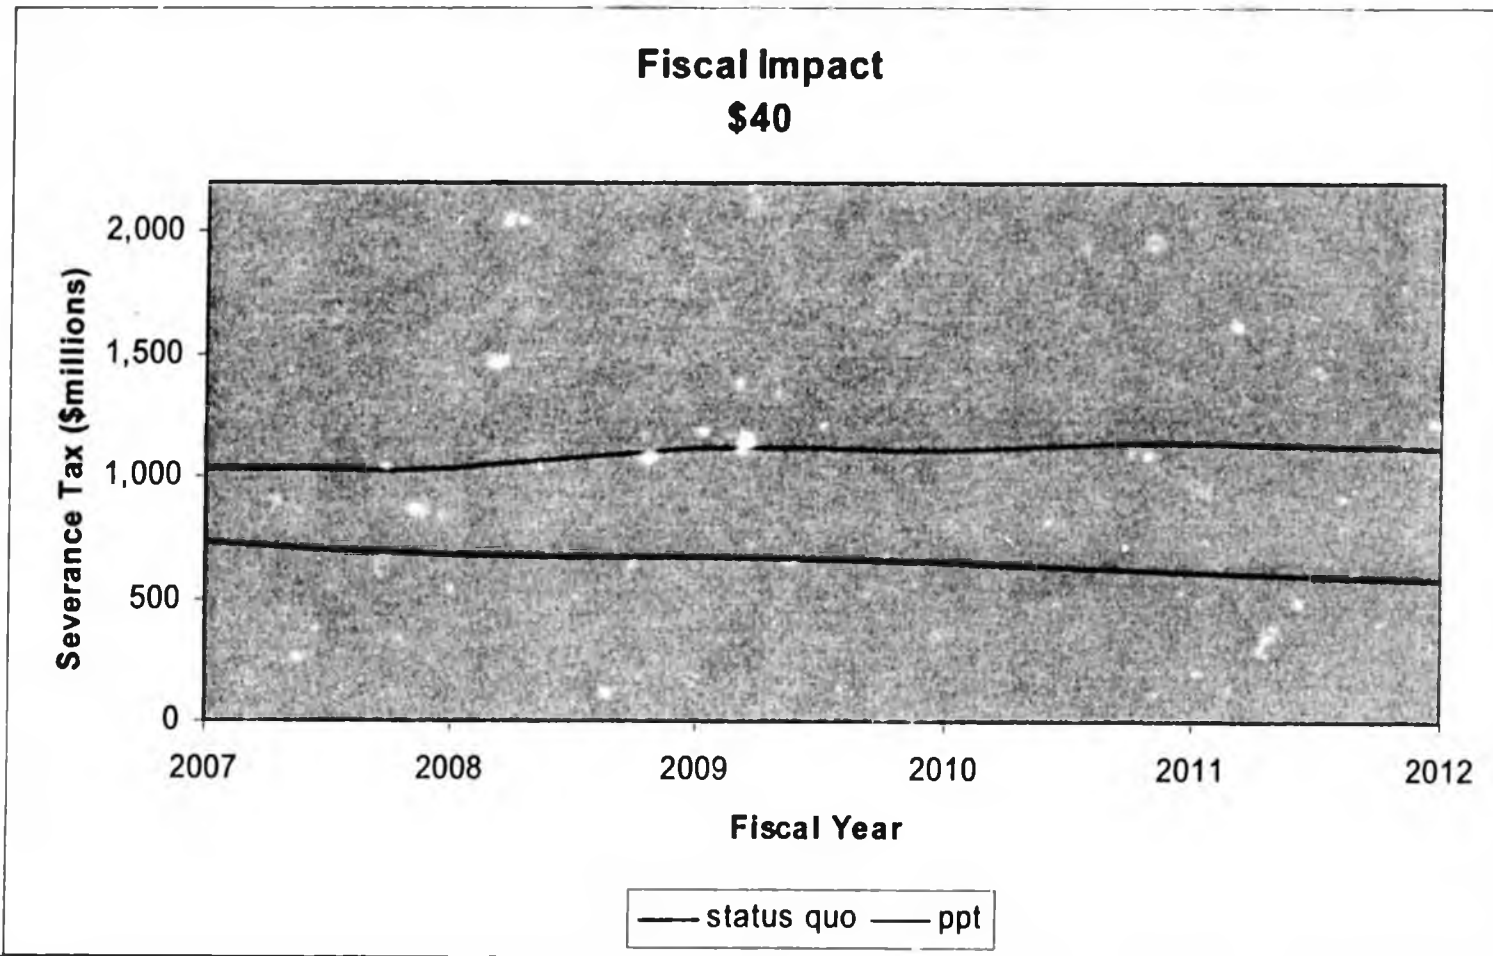 Fiscal Impact
$40
2,000
1,500
1,000
500
0
Severance Tax ($millions)
2007 2008 2009 2010 2011 2012
Fiscal Year
status quo ppt